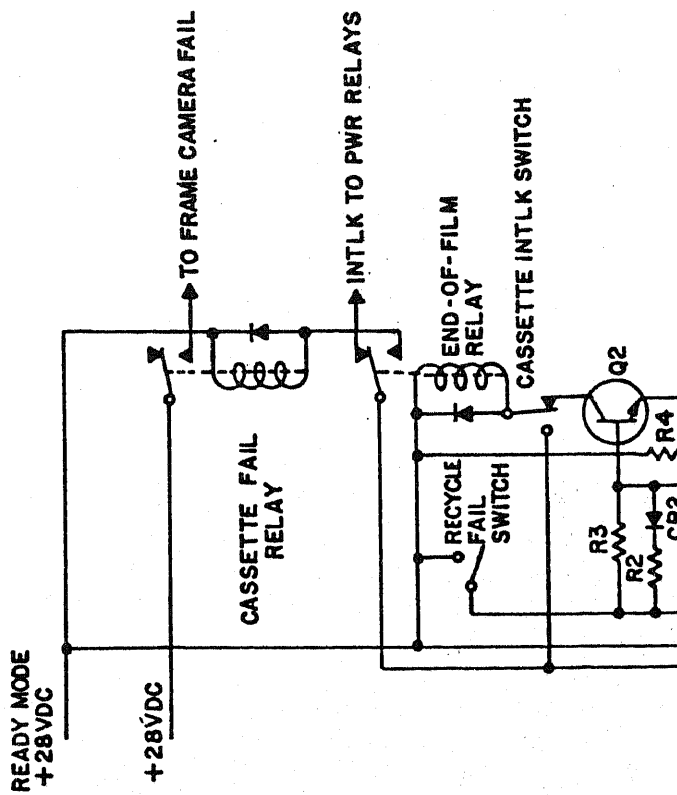 READY MODE
+28VDC
+28VDC
TO FRAME CAMERA FAIL
CASSETTE FAIL
RELAY
INTLK TO PWR RELAYS
END-OF-FILM
RELAY
CASSETTE INTLK SWITCH
RECYCLE
FAIL
SWITCH
Q2
R3
R2
R4